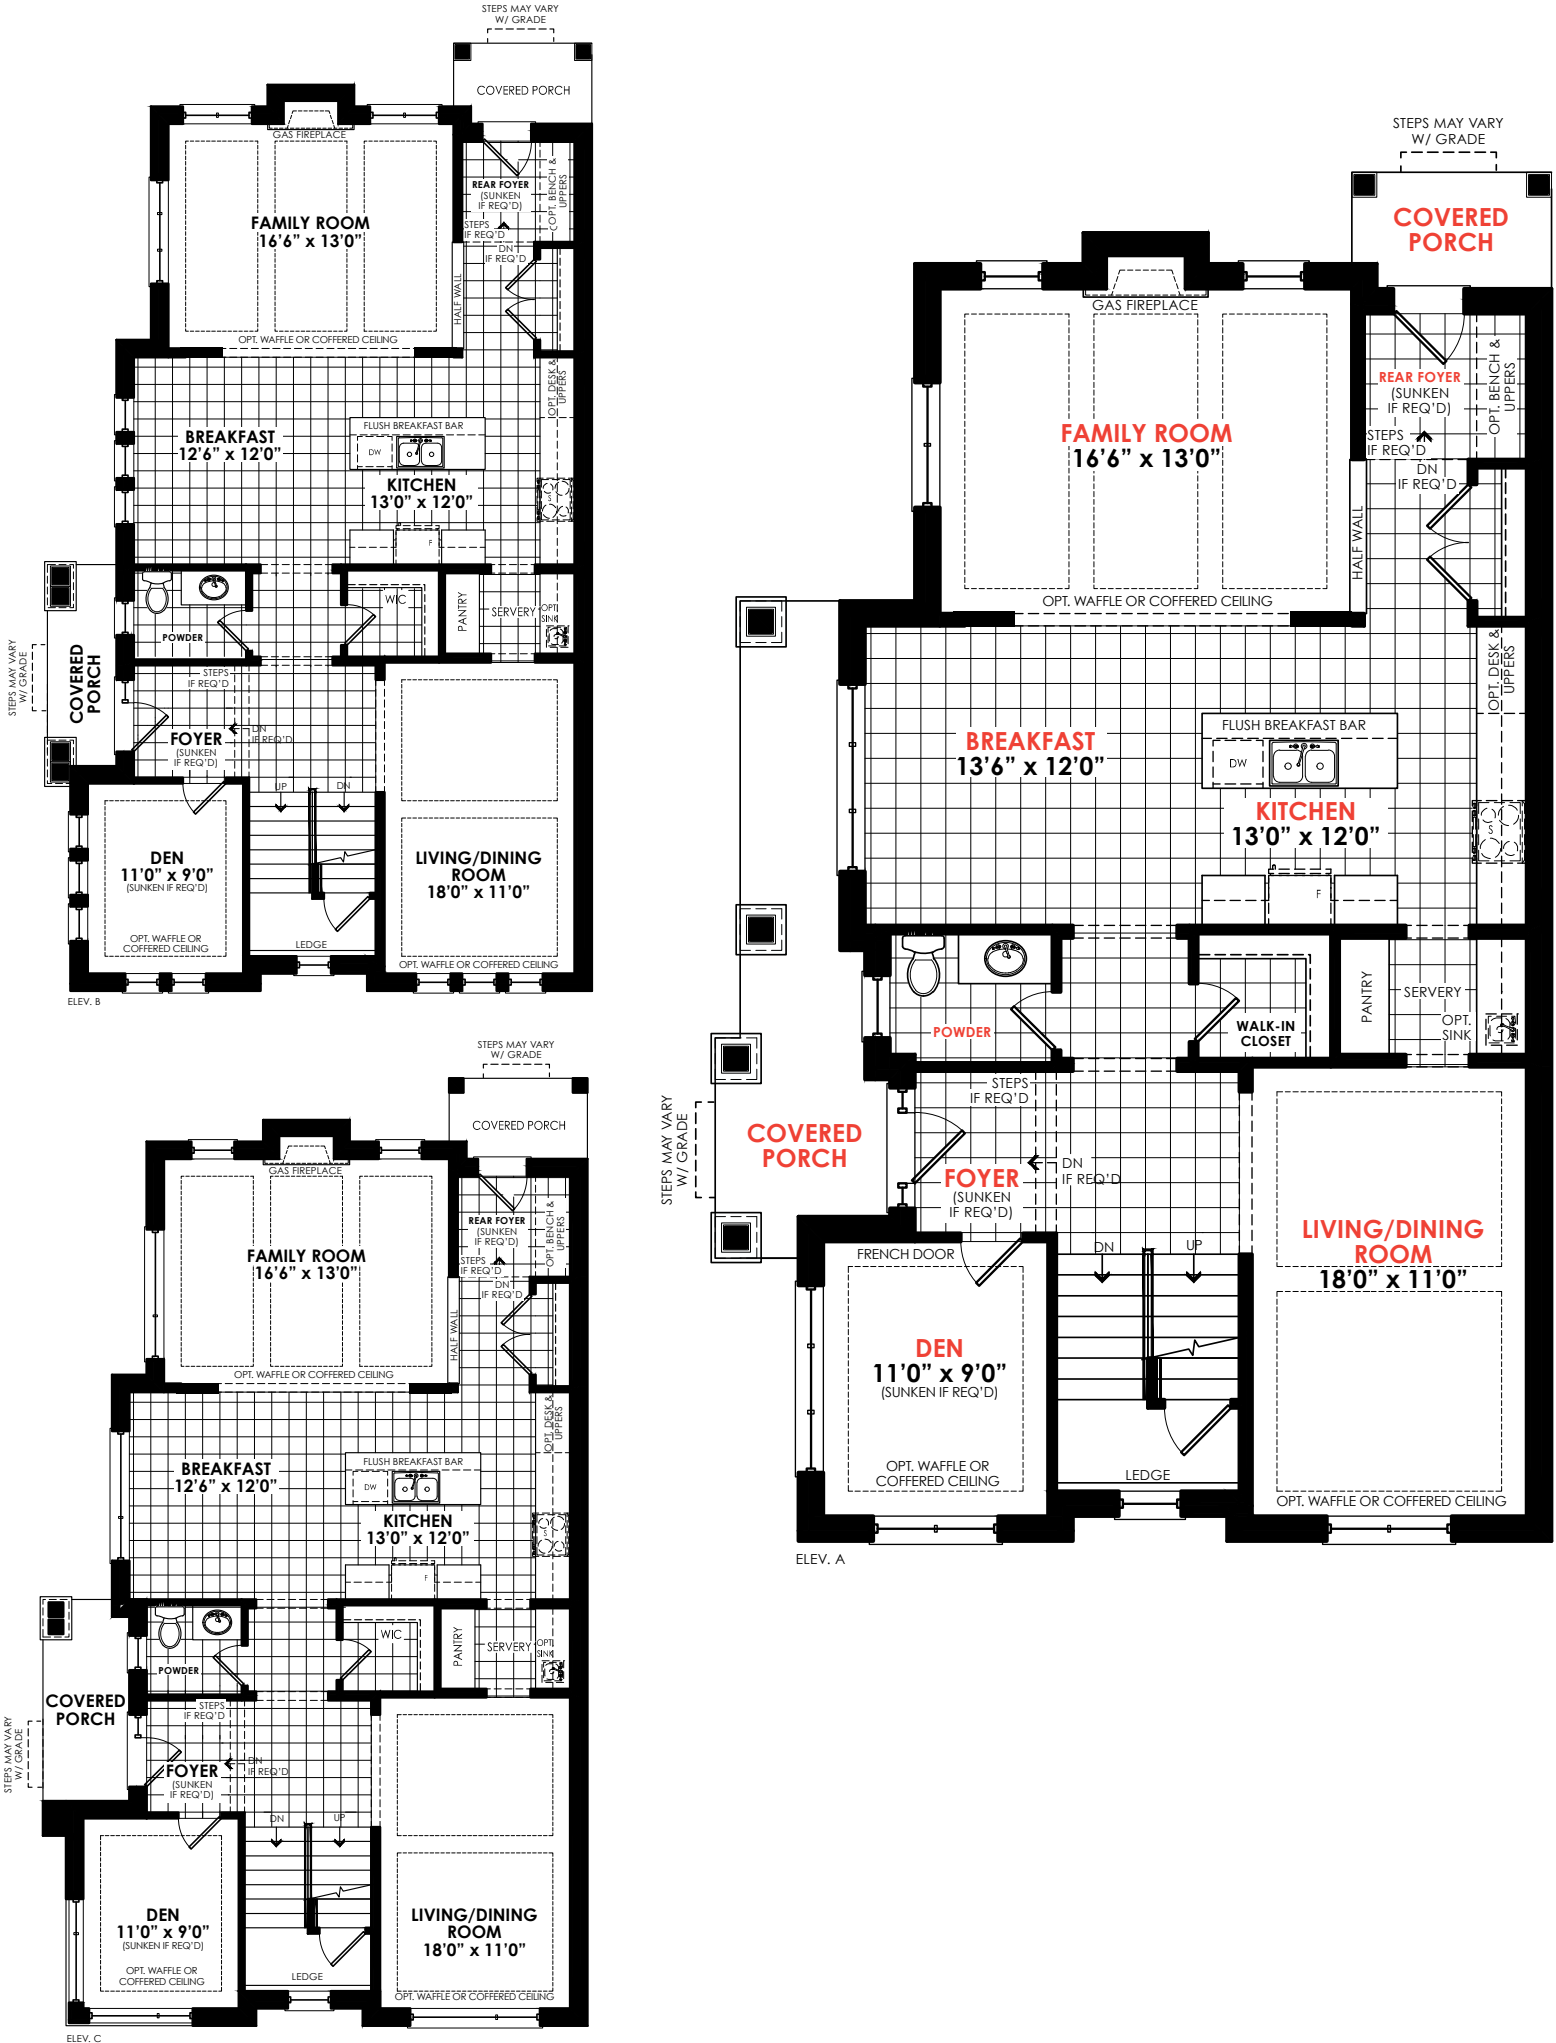 STEPS MAY VARY
W/ GRADE
COVERED PORCH
GAS FIREPLACE
REAR FOYER
(SUNKEN
IF REQ'D)
OPT. BENCH &
UPPERS
FAMILY ROOM
16'6" x 13'0"
STEPS
IF REQ'D
DN
IF REQ'D
HALF WALL
OPT. WAFFLE OR COFFERED CEILING
OPT. DESK &
UPPERS
FLUSH BREAKFAST BAR
BREAKFAST
12'6" x 12'0"
DW
KITCHEN
13'0" x 12'0"
S
F
WIC
PANTRY
SERVERY
OPT.
SINK
POWDER
STEPS MAY VARY
W/ GRADE
COVERED
PORCH
STEPS
IF REQ'D
FOYER
(SUNKEN
IF REQ'D)
DN
IF REQ'D
UP
DN
DEN
11'0" x 9'0"
(SUNKEN IF REQ'D)
LIVING/DINING
ROOM
18'0" x 11'0"
OPT. WAFFLE OR
COFFERED CEILING
LEDGE
OPT. WAFFLE OR COFFERED CEILING
ELEV. B
STEPS MAY VARY
W/ GRADE
COVERED PORCH
GAS FIREPLACE
REAR FOYER
(SUNKEN
IF REQ'D)
OPT. BENCH &
UPPERS
FAMILY ROOM
16'6" x 13'0"
STEPS
IF REQ'D
DN
IF REQ'D
HALF WALL
OPT. WAFFLE OR COFFERED CEILING
OPT. DESK &
UPPERS
FLUSH BREAKFAST BAR
BREAKFAST
12'6" x 12'0"
DW
KITCHEN
13'0" x 12'0"
S
F
WIC
PANTRY
SERVERY
OPT.
SINK
POWDER
COVERED
PORCH
STEPS MAY VARY
W/ GRADE
STEPS
IF REQ'D
FOYER
(SUNKEN
IF REQ'D)
DN
IF REQ'D
DN
UP
DEN
11'0" x 9'0"
(SUNKEN IF REQ'D)
LIVING/DINING
ROOM
18'0" x 11'0"
OPT. WAFFLE OR
COFFERED CEILING
LEDGE
OPT. WAFFLE OR COFFERED CEILING
ELEV. C
STEPS MAY VARY
W/ GRADE
COVERED
PORCH
GAS FIREPLACE
REAR FOYER
(SUNKEN
IF REQ'D)
OPT. BENCH &
UPPERS
FAMILY ROOM
16'6" x 13'0"
STEPS
IF REQ'D
DN
IF REQ'D
HALF WALL
OPT. WAFFLE OR COFFERED CEILING
OPT. DESK &
UPPERS
FLUSH BREAKFAST BAR
BREAKFAST
13'6" x 12'0"
DW
KITCHEN
13'0" x 12'0"
S
F
PANTRY
SERVERY
OPT.
SINK
POWDER
WALK-IN
CLOSET
STEPS MAY VARY
W/ GRADE
COVERED
PORCH
STEPS
IF REQ'D
FOYER
(SUNKEN
IF REQ'D)
DN
IF REQ'D
FRENCH DOOR
DN
UP
LIVING/DINING
ROOM
18'0" x 11'0"
DEN
11'0" x 9'0"
(SUNKEN IF REQ'D)
OPT. WAFFLE OR
COFFERED CEILING
LEDGE
OPT. WAFFLE OR COFFERED CEILING
ELEV. A